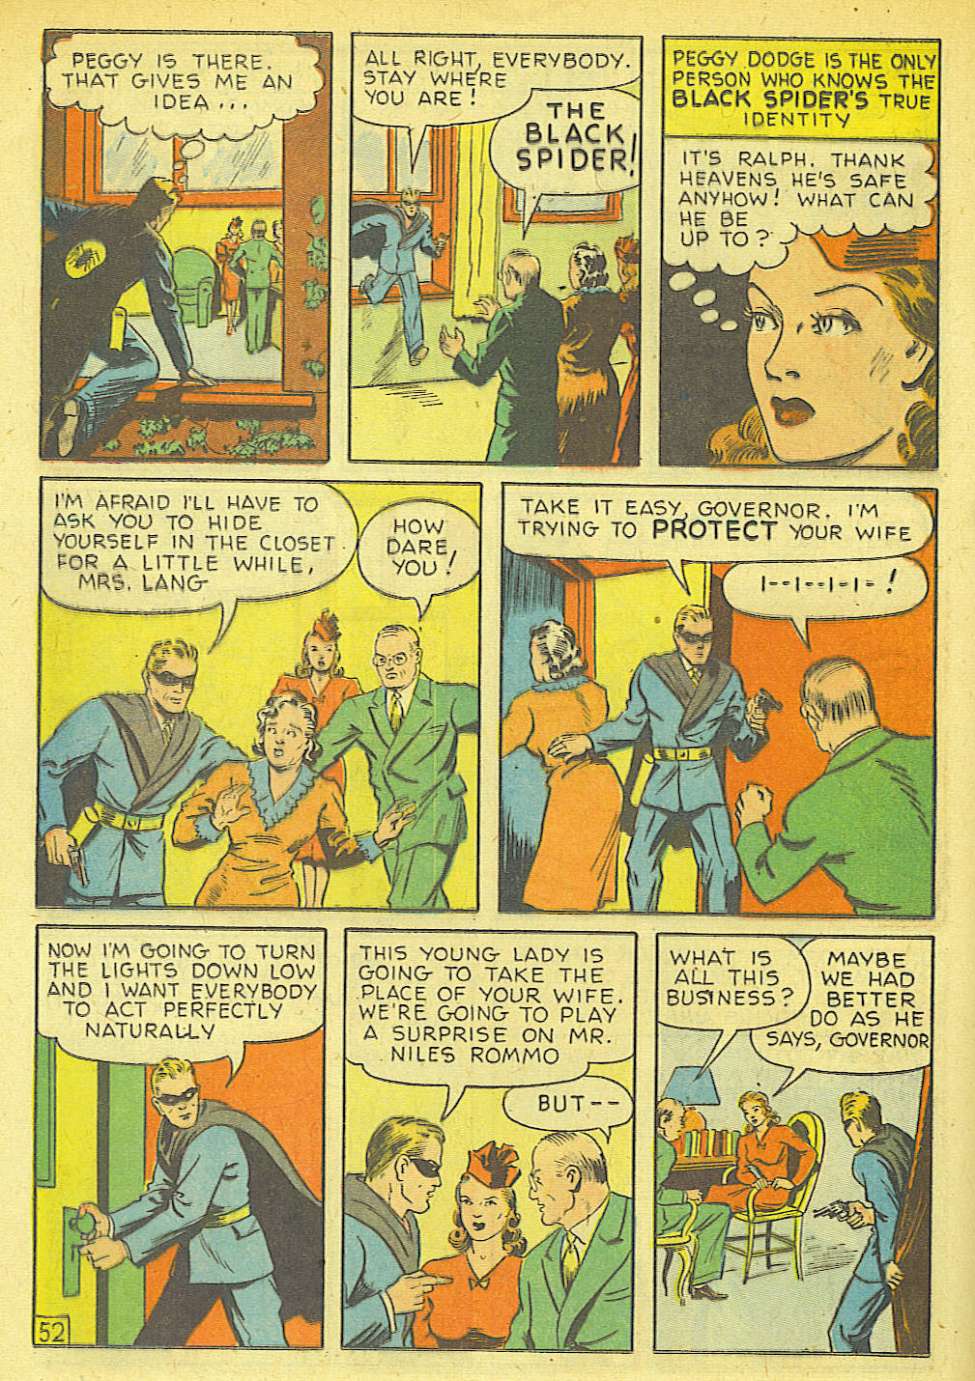 PEGGY IS THERE.
THAT GIVES ME AN
IDEA...
ALL RIGHT, EVERYBODY.
STAY WHERE
YOU ARE!
THE
BLACK
SPIDER!
PEGGY DODGE IS THE ONLY
PERSON WHO KNOWS THE
BLACK SPIDER'S TRUE
IDENTITY
IT'S RALPH. THANK
HEAVENS HE'S SAFE
ANYHOW! WHAT CAN
HE BE
UP TO?
I'M AFRAID I'LL HAVE TO
ASK YOU TO HIDE
YOURSELF IN THE CLOSET
FOR A LITTLE WHILE,
MRS. LANG
HOW
DARE
YOU!
TAKE IT EASY, GOVERNOR. I'M
TRYING TO PROTECT YOUR WIFE
I--I--I-I-!
NOW I'M GOING TO TURN
THE LIGHTS DOWN LOW
AND I WANT EVERYBODY
TO ACT PERFECTLY
NATURALLY
THIS YOUNG LADY IS
GOING TO TAKE THE
PLACE OF YOUR WIFE.
WE'RE GOING TO PLAY
A SURPRISE ON MR.
NILES ROMMO
BUT--
WHAT IS
ALL THIS
BUSINESS?
MAYBE
WE HAD
BETTER
DO AS HE
SAYS, GOVERNOR
52